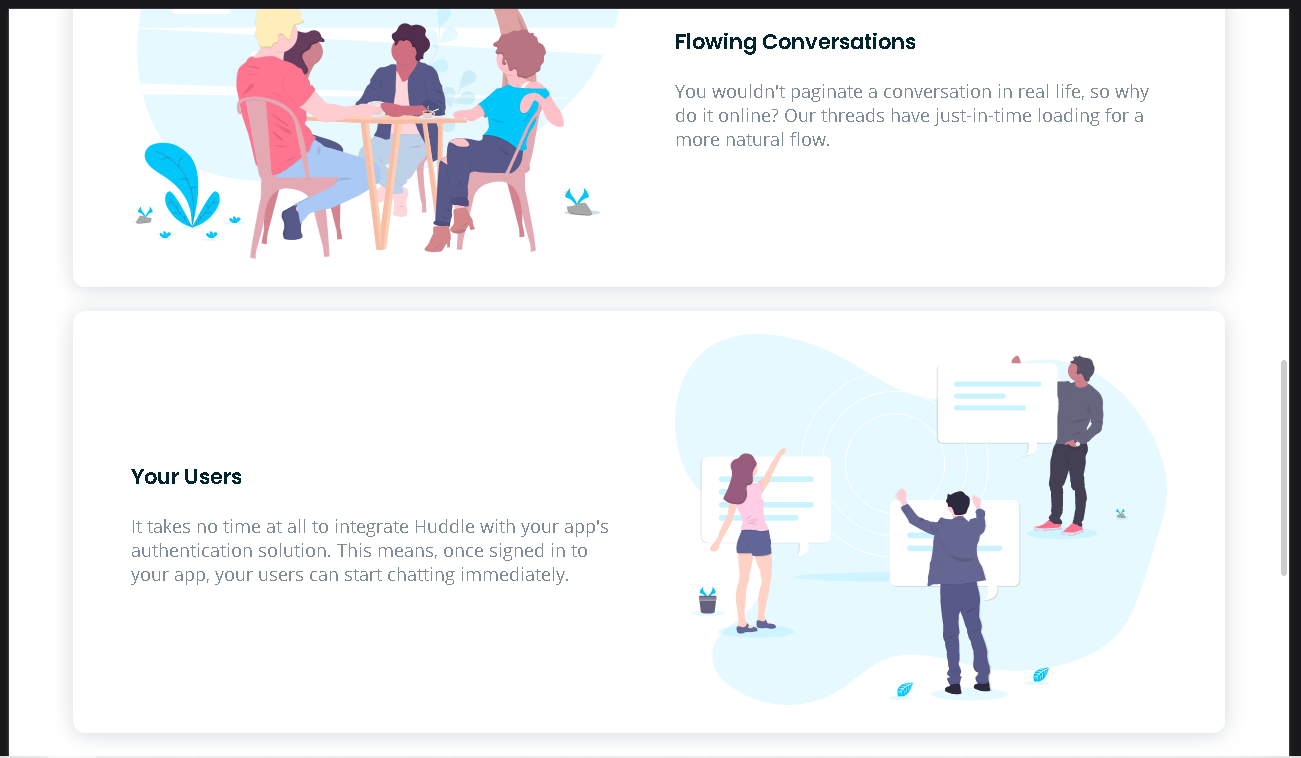 Flowing Conversations
You wouldn't paginate a conversation in real life, so why
do it online? Our threads have just-in-time loading for a
more natural flow.
Your Users
It takes no time at all to integrate Huddle with your app's
authentication solution. This means, once signed in to
your app, your users can start chatting immediately.